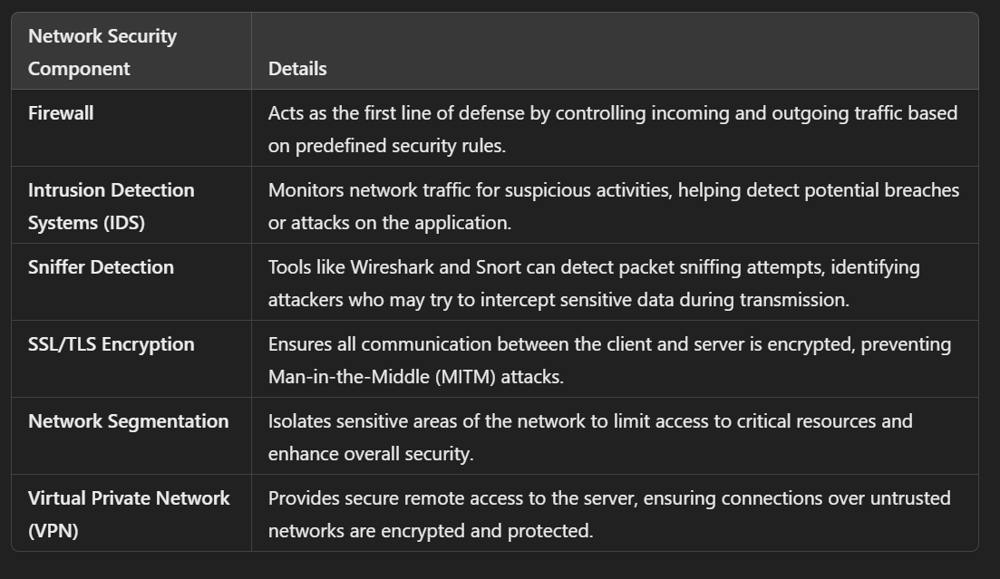 Network Security
Component
Details
Firewall
Acts as the first line of defense by controlling incoming and outgoing traffic based
on predefined security rules.
Intrusion Detection
Systems (IDS)
Monitors network traffic for suspicious activities, helping detect potential breaches
or attacks on the application.
Sniffer Detection
Tools like Wireshark and Snort can detect packet sniffing attempts, identifying
attackers who may try to intercept sensitive data during transmission.
SSL/TLS Encryption
Ensures all communication between the client and server is encrypted, preventing
Man-in-the-Middle (MITM) attacks.
Network Segmentation
Isolates sensitive areas of the network to limit access to critical resources and
enhance overall security.
Virtual Private Network
(VPN)
Provides secure remote access to the server, ensuring connections over untrusted
networks are encrypted and protected.